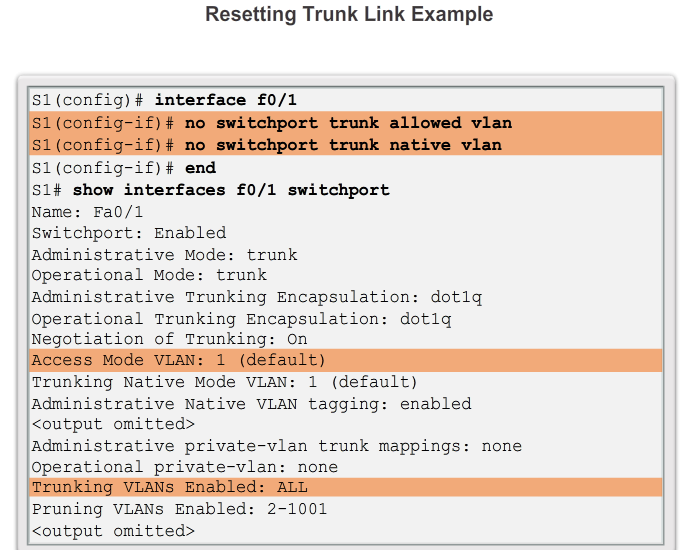 Resetting Trunk Link Example
S1(config)# interface f0/1
S1(config-if)# no switchport trunk allowed vlan
S1(config-if)# no switchport trunk native vlan
S1(config-if)# end
S1# show interfaces f0/1 switchport
Name: Fa0/1
Switchport: Enabled
Administrative Mode: trunk
Operational Mode: trunk
Administrative Trunking Encapsulation: dot1q
Operational Trunking Encapsulation: dot1q
Negotiation of Trunking: On
Access Mode VLAN: 1 (default)
Trunking Native Mode VLAN: 1 (default)
Administrative Native VLAN tagging: enabled
<output omitted>
Administrative private-vlan trunk mappings: none
Operational private-vlan: none
Trunking VLANs Enabled: ALL
Pruning VLANs Enabled: 2-1001
<output omitted>